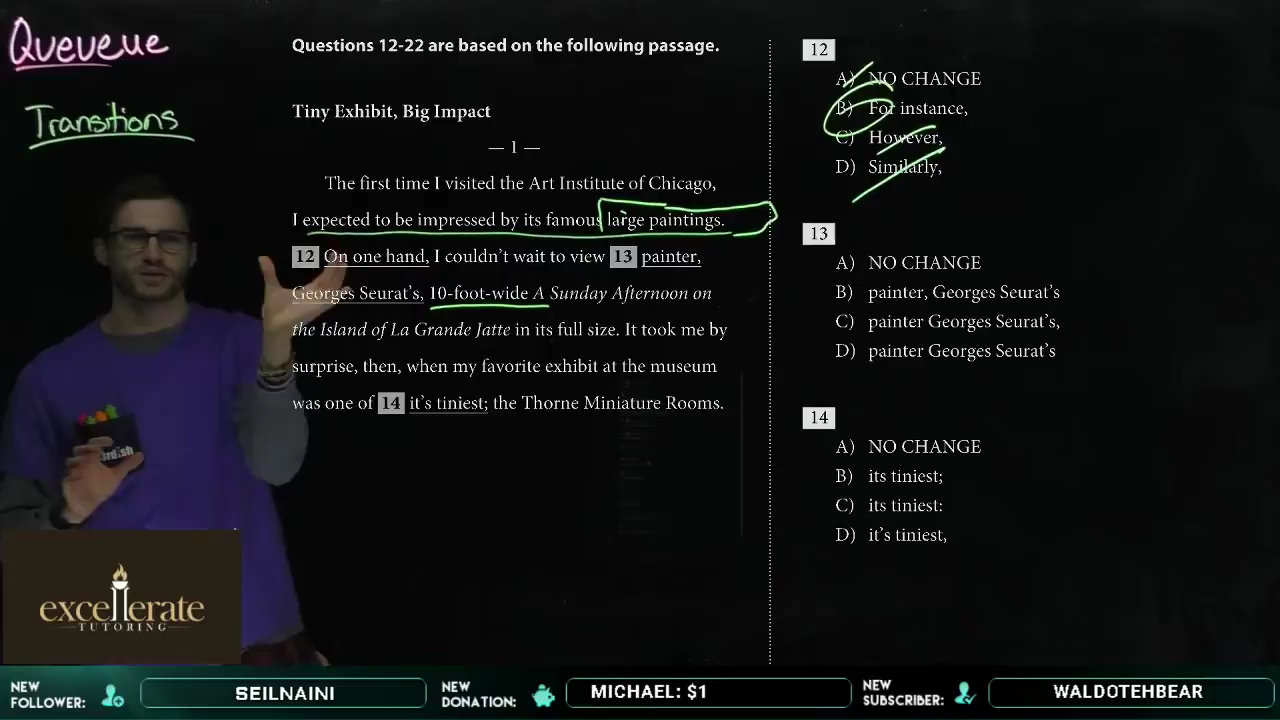 Queueue
Transitions
Questions 12-22 are based on the following passage.
Tiny Exhibit, Big Impact
— 1 —
The first time I visited the Art Institute of Chicago,
I expected to be impressed by its famous large paintings.
12 On one hand, I couldn't wait to view 13 painter,
Georges Seurat's, 10-foot-wide A Sunday Afternoon on
the Island of La Grande Jatte in its full size. It took me by
surprise, then, when my favorite exhibit at the museum
was one of 14 it's tiniest; the Thorne Miniature Rooms.
12
A) NO CHANGE
B) For instance,
C) However,
D) Similarly,
13
A) NO CHANGE
B) painter, Georges Seurat's
C) painter Georges Seurat's,
D) painter Georges Seurat's
14
A) NO CHANGE
B) its tiniest;
C) its tiniest:
D) it's tiniest,
excellerate
TUTORING
NEW FOLLOWER:
SEILNAINI
NEW DONATION:
MICHAEL: $1
NEW SUBSCRIBER:
WALDOTEHBEAR